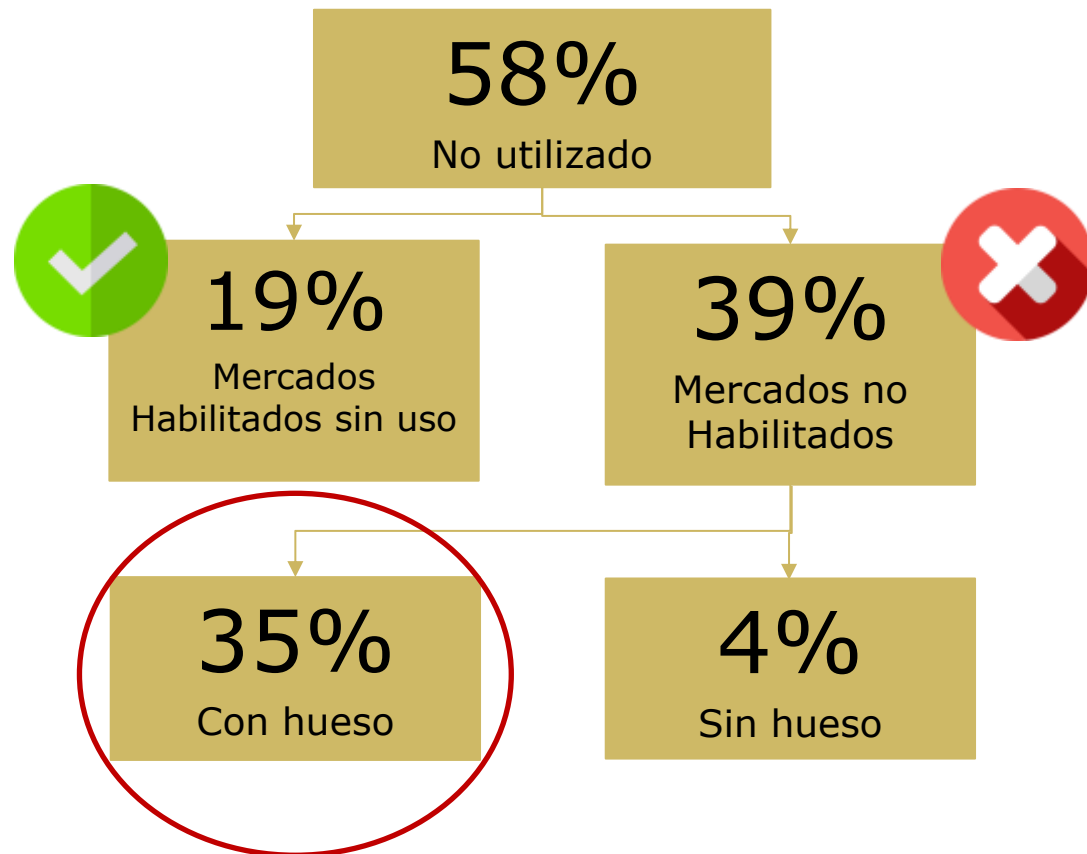 58%
No utilizado
19%
Mercados
Habilitados sin uso
39%
Mercados no
Habilitados
35%
Con hueso
4%
Sin hueso